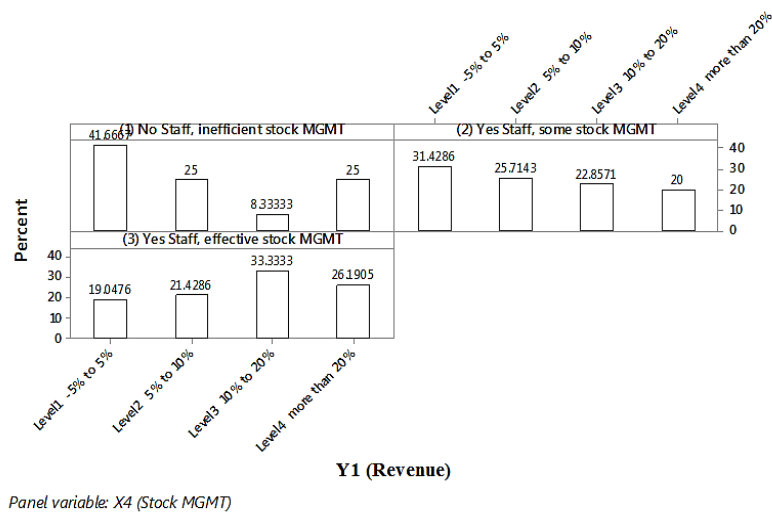 Level1 -5% to 5%
Level2 5% to 10%
Level3 10% to 20%
Level4 more than 20%
(1) No Staff, inefficient stock MGMT
(2) Yes Staff, some stock MGMT
41.6667
25
8.33333
25
31.4286
25.7143
22.8571
20
40
30
20
10
0
Percent
(3) Yes Staff, effective stock MGMT
40
30
20
10
0
19.0476
21.4286
33.3333
26.1905
Level1 -5% to 5%
Level2 5% to 10%
Level3 10% to 20%
Level4 more than 20%
Y1 (Revenue)
Panel variable: X4 (Stock MGMT)